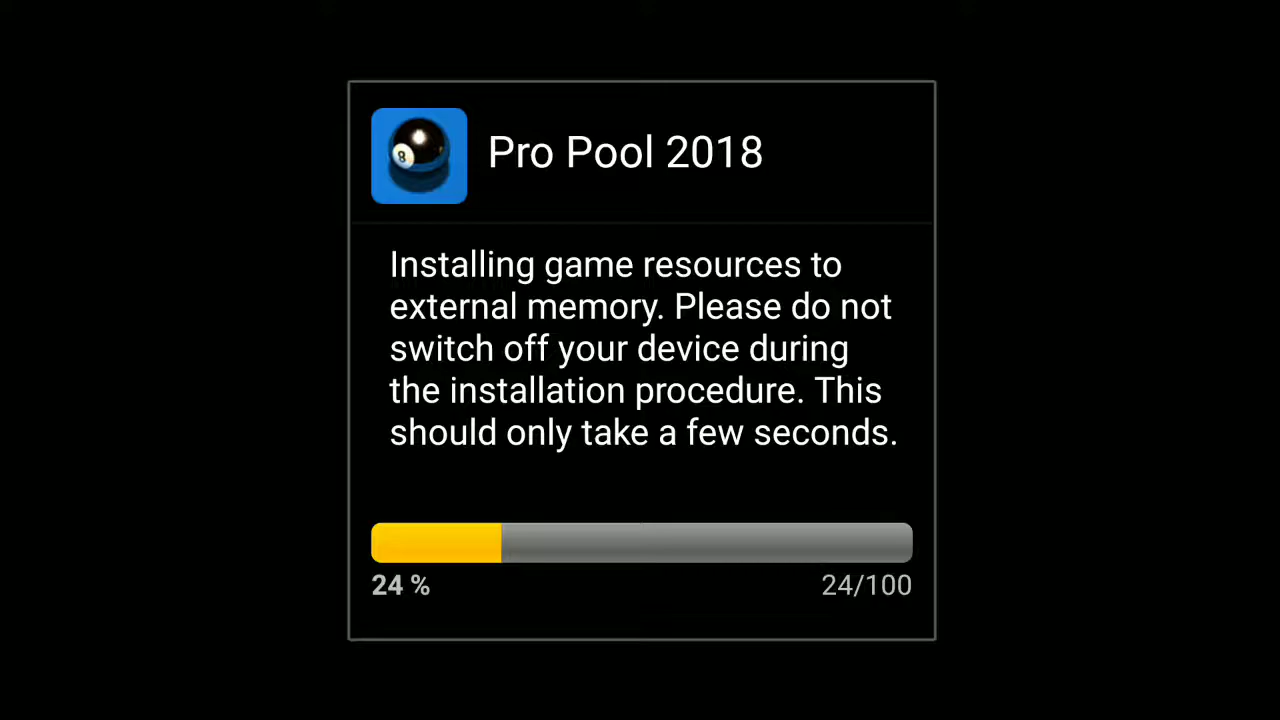 8
Pro Pool 2018
Installing game resources to
external memory. Please do not
switch off your device during
the installation procedure. This
should only take a few seconds.
24 %
24/100